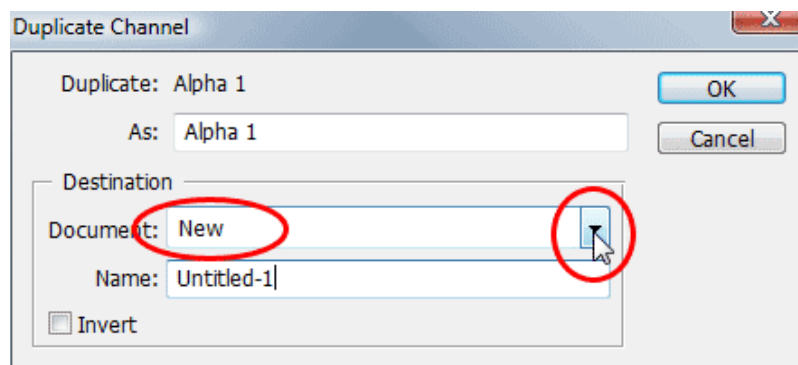 Duplicate Channel
Duplicate: Alpha 1
OK
As: Alpha 1
Cancel
Destination
Document: New
Name: Untitled-1
Invert